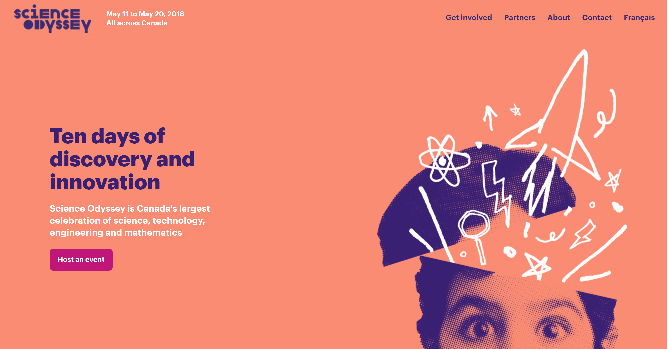 science
ODYSSEY
May 11 to May 20, 2018
All across Canada
Get Involved
Partners
About
Contact
Français
Ten days of
discovery and
innovation
Science Odyssey is Canada's largest
celebration of science, technology,
engineering and mathematics
Host an event